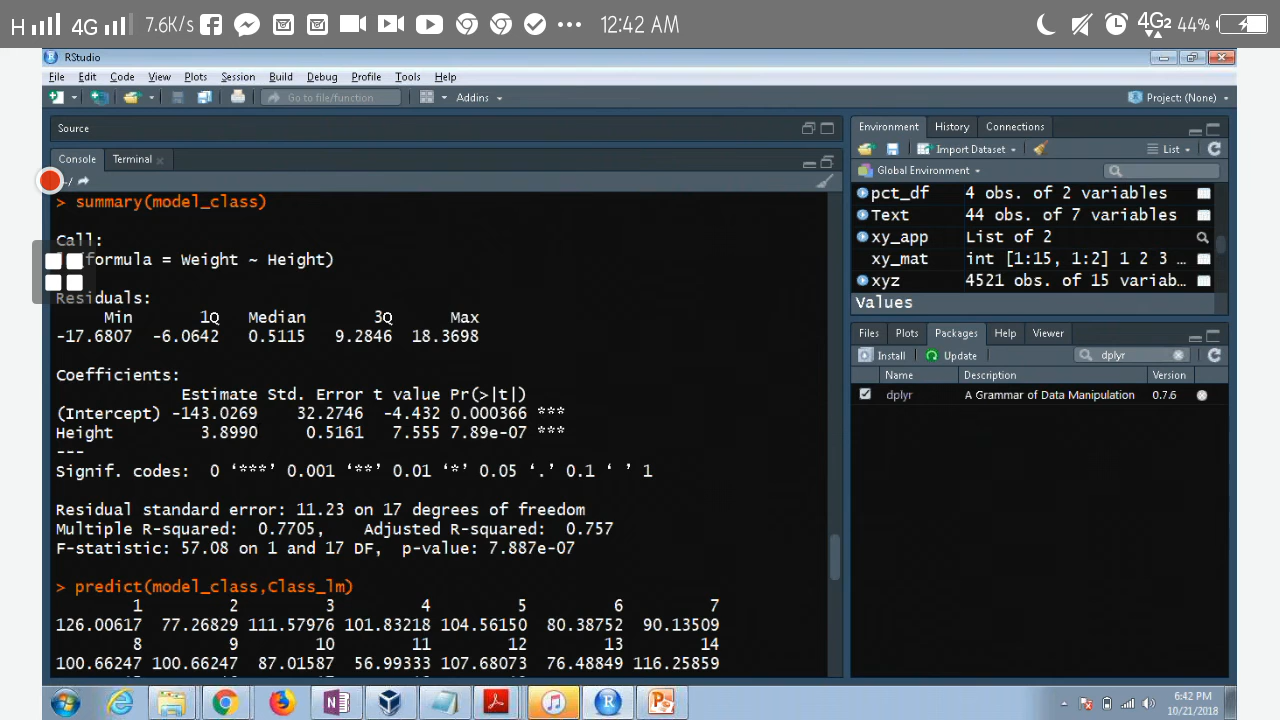 H 4G 7.6K/s 12:42 AM 4G2 44%
RStudio
File Edit Code View Plots Session Build Debug Profile Tools Help
Go to file/function Addins Project: (None)
Source
Console Terminal
~/
> summary(model_class)
Call:
(formula = Weight ~ Height)
Residuals:
Min 1Q Median 3Q Max
-17.6807 -6.0642 0.5115 9.2846 18.3698
Coefficients:
Estimate Std. Error t value Pr(>|t|)
(Intercept) -143.0269 32.2746 -4.432 0.000366 ***
Height 3.8990 0.5161 7.555 7.89e-07 ***
---
Signif. codes: 0 ‘***’ 0.001 ‘**’ 0.01 ‘*’ 0.05 ‘.’ 0.1 ‘ ’ 1
Residual standard error: 11.23 on 17 degrees of freedom
Multiple R-squared: 0.7705, Adjusted R-squared: 0.757
F-statistic: 57.08 on 1 and 17 DF, p-value: 7.887e-07
> predict(model_class,Class_lm)
1 2 3 4 5 6 7
126.00617 77.26829 111.57976 101.83218 104.56150 80.38752 90.13509
8 9 10 11 12 13 14
100.66247 100.66247 87.01587 56.99333 107.68073 76.48849 116.25859
Environment History Connections
Import Dataset List
Global Environment
pct_df 4 obs. of 2 variables
Text 44 obs. of 7 variables
xy_app List of 2
xy_mat int [1:15, 1:2] 1 2 3 ...
xyz 4521 obs. of 15 variab...
Values
Files Plots Packages Help Viewer
Install Update dplyr
Name Description Version
dplyr A Grammar of Data Manipulation 0.7.6
6:42 PM
10/21/2018